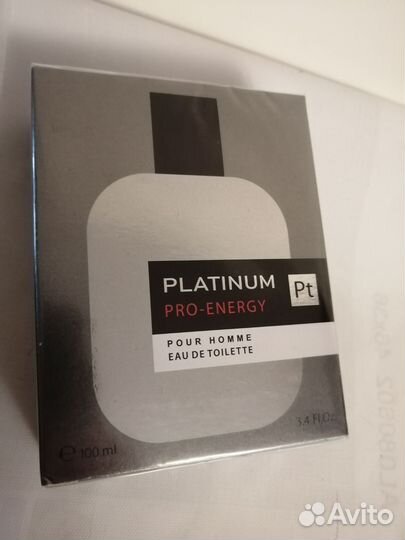 PLATINUM
Pt
PRO-ENERGY
POUR HOMME
EAU DE TOILETTE
e 100 ml
3.4 FL.Oz
Avito